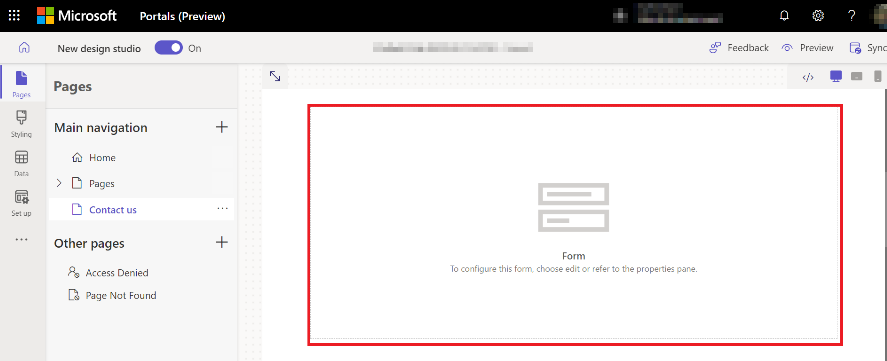 Microsoft Portals (Preview) ?
New design studio On Feedback Preview Sync
Pages
Styling
Data
Set up
Pages
Main navigation
Home
Pages
Contact us
Other pages
Access Denied
Page Not Found
</>
Form
To configure this form, choose edit or refer to the properties pane.